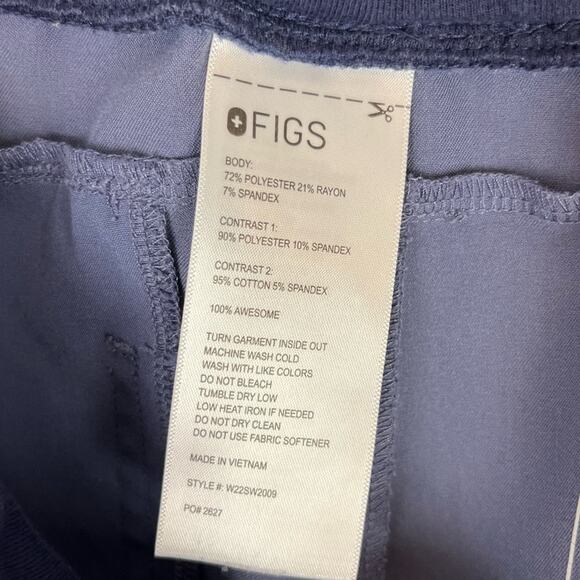 FIGS
BODY:
72% POLYESTER 21% RAYON
7% SPANDEX
CONTRAST 1:
90% POLYESTER 10% SPANDEX
CONTRAST 2:
95% COTTON 5% SPANDEX
100% AWESOME
TURN GARMENT INSIDE OUT
MACHINE WASH COLD
WASH WITH LIKE COLORS
DO NOT BLEACH
TUMBLE DRY LOW
LOW HEAT IRON IF NEEDED
DO NOT DRY CLEAN
DO NOT USE FABRIC SOFTENER
MADE IN VIETNAM
STYLE #: W22SW2009
PO# 2627